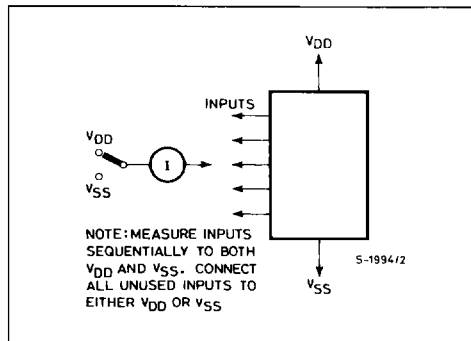 VDD
INPUTS
VDD
I
VSS
NOTE: MEASURE INPUTS
SEQUENTIALLY TO BOTH
VDD AND VSS. CONNECT
ALL UNUSED INPUTS TO
EITHER VDD OR VSS
S-1994/2
VSS